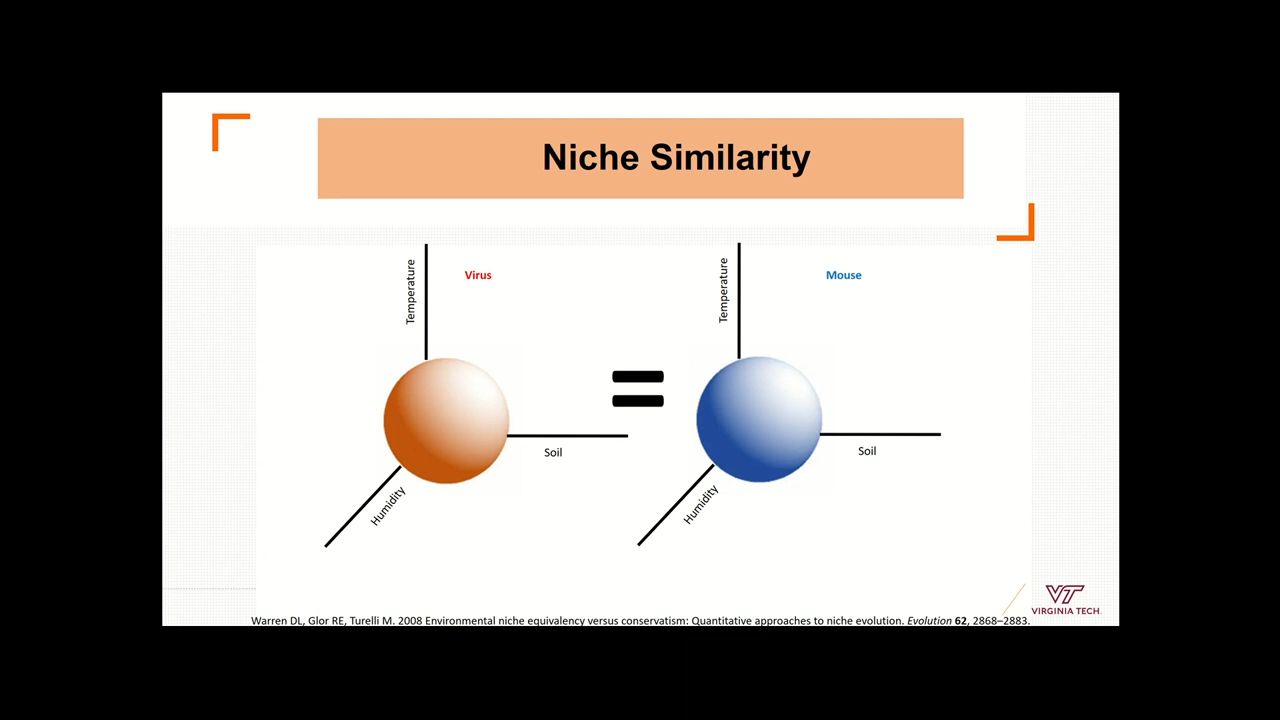 Niche Similarity
Temperature
Virus
Soil
Humidity
Temperature
Mouse
Soil
Humidity
VT
VIRGINIA TECH.
Warren DL, Glor RE, Turelli M. 2008 Environmental niche equivalency versus conservatism: Quantitative approaches to niche evolution. Evolution 62, 2868–2883.